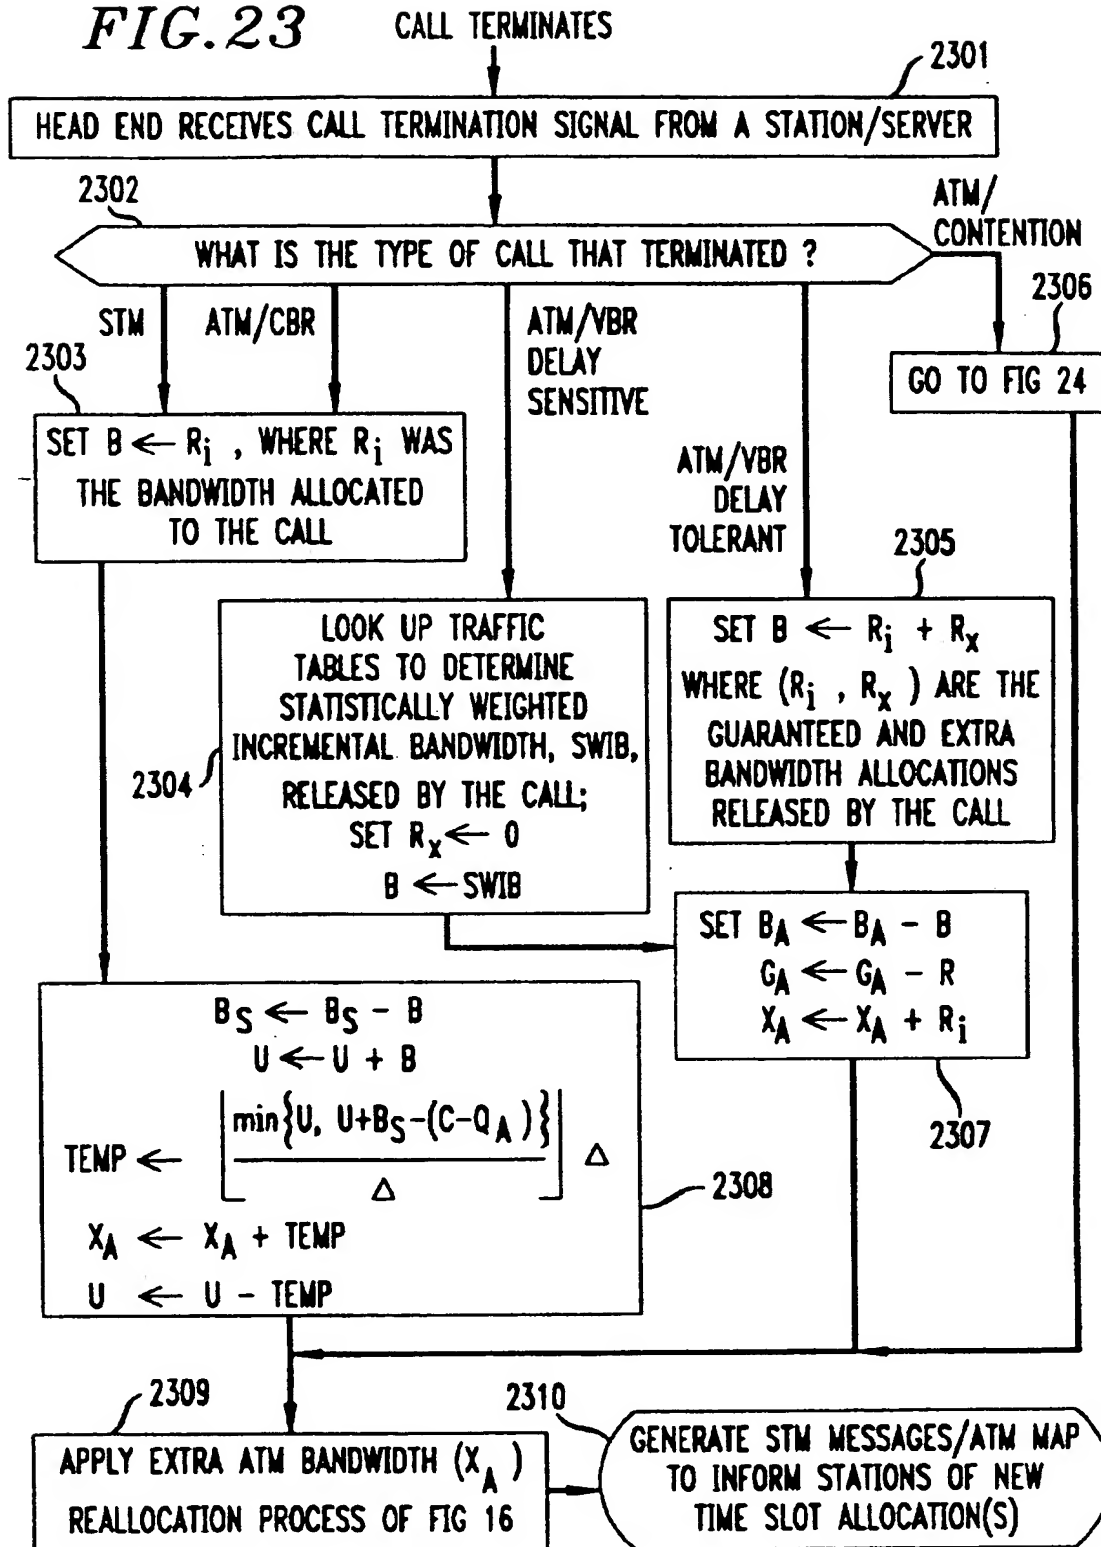 FIG.23
CALL TERMINATES
2301
HEAD END RECEIVES CALL TERMINATION SIGNAL FROM A STATION/SERVER
2302
WHAT IS THE TYPE OF CALL THAT TERMINATED ?
ATM/
CONTENTION
2306
GO TO FIG 24
STM
ATM/CBR
ATM/VBR
DELAY
SENSITIVE
ATM/VBR
DELAY
TOLERANT
2303
SET B ← Ri , WHERE Ri WAS
THE BANDWIDTH ALLOCATED
TO THE CALL
2304
LOOK UP TRAFFIC
TABLES TO DETERMINE
STATISTICALLY WEIGHTED
INCREMENTAL BANDWIDTH, SWIB,
RELEASED BY THE CALL;
SET Rx ← 0
B ← SWIB
2305
SET B ← Ri + Rx
WHERE (Ri , Rx ) ARE THE
GUARANTEED AND EXTRA
BANDWIDTH ALLOCATIONS
RELEASED BY THE CALL
SET BA ← BA - B
GA ← GA - R
XA ← XA + Ri
2307
BS ← BS - B
U ← U + B
TEMP ← ⌊min{U, U+BS-(C-QA)}/Δ⌋ Δ
XA ← XA + TEMP
U ← U - TEMP
2308
2309
APPLY EXTRA ATM BANDWIDTH (XA)
REALLOCATION PROCESS OF FIG 16
2310
GENERATE STM MESSAGES/ATM MAP
TO INFORM STATIONS OF NEW
TIME SLOT ALLOCATION(S)